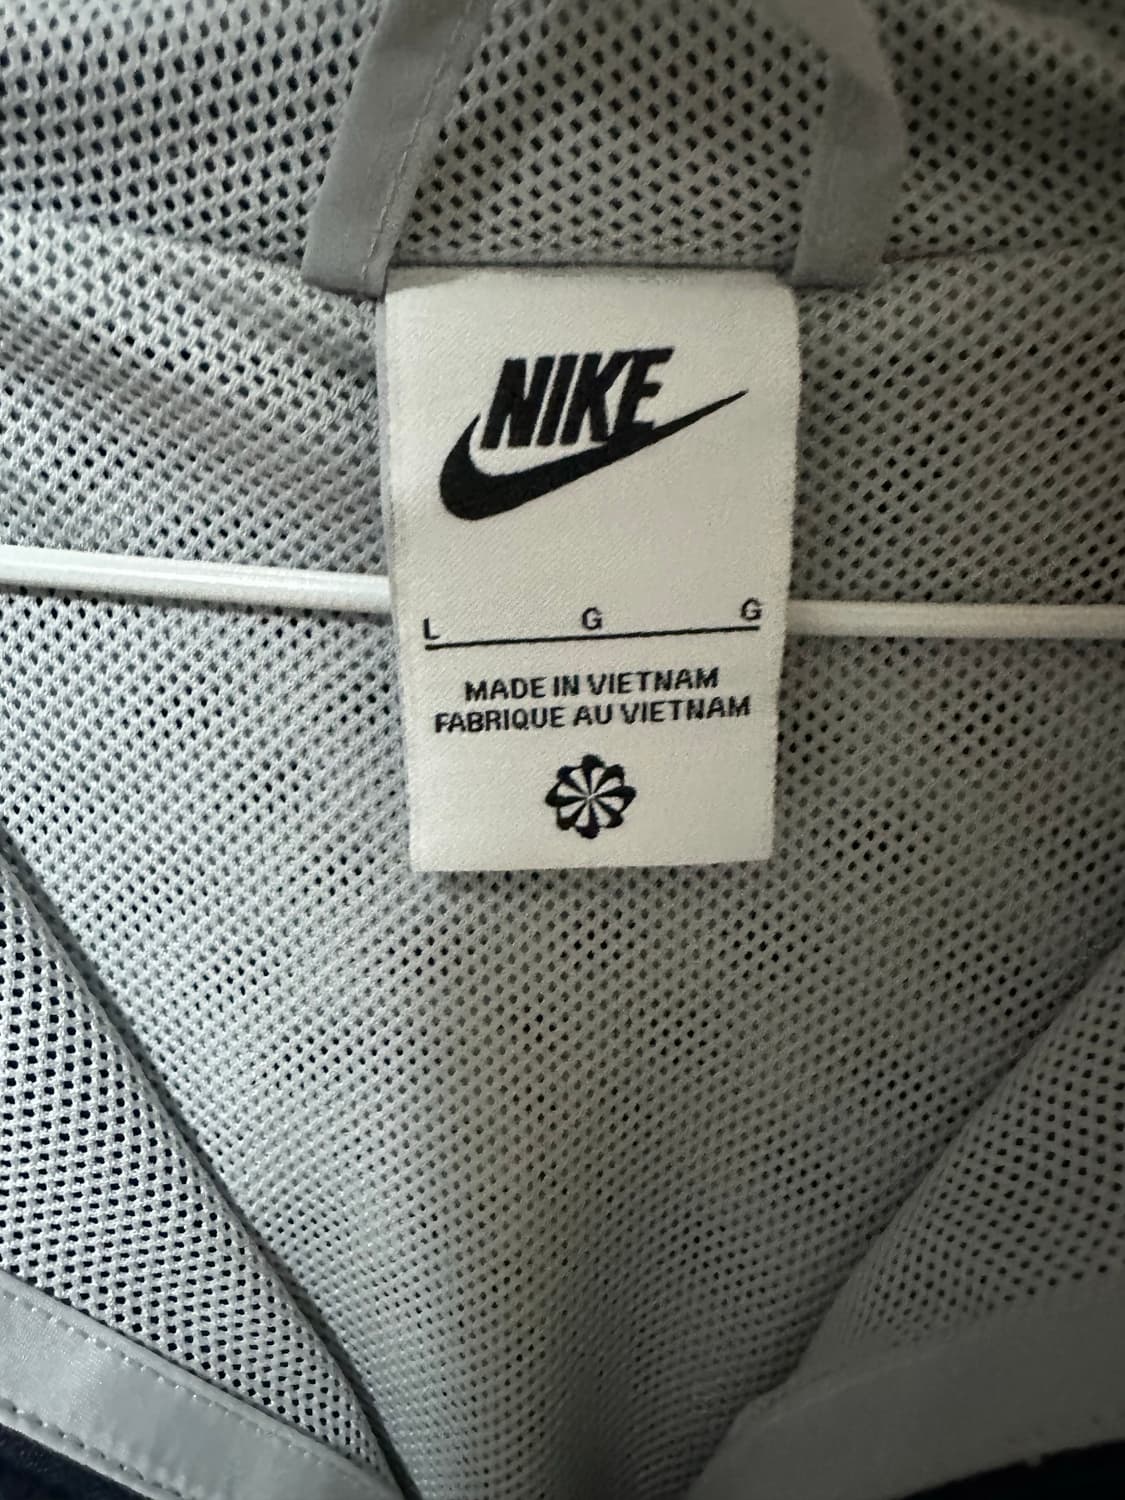 NIKE
L G G
MADE IN VIETNAM
FABRIQUE AU VIETNAM